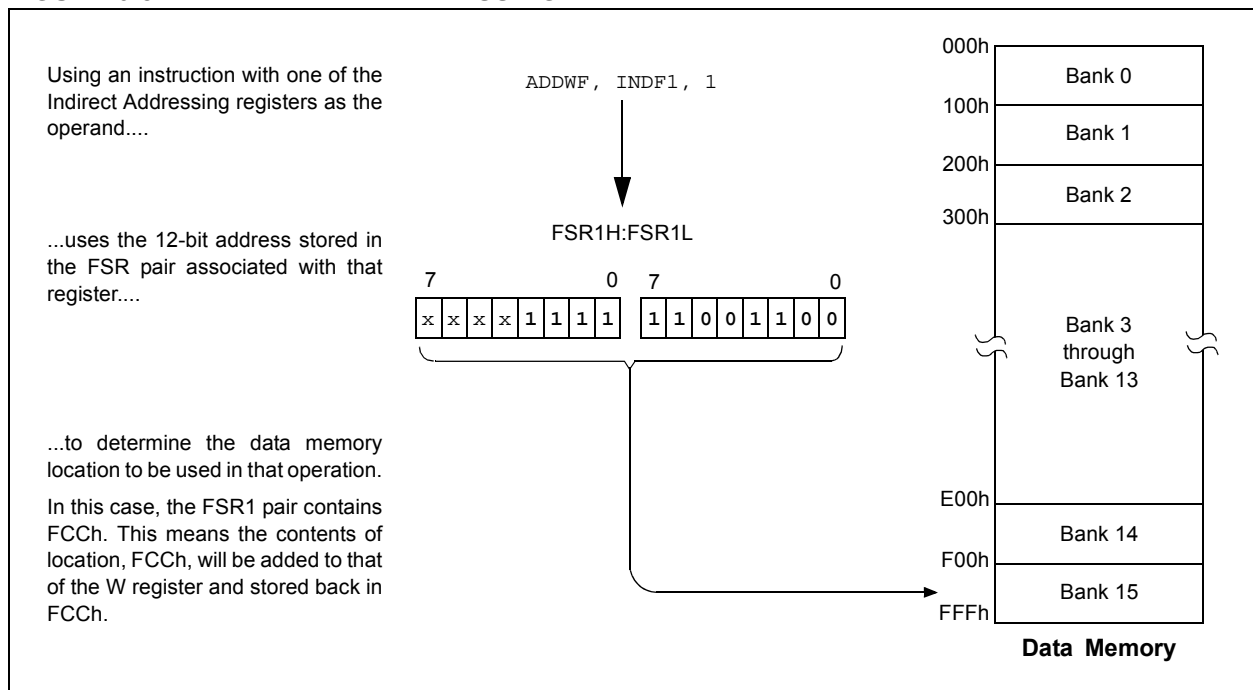 Using an instruction with one of the
Indirect Addressing registers as the
operand....
ADDWF, INDF1, 1
...uses the 12-bit address stored in
the FSR pair associated with that
register....
FSR1H:FSR1L
7 0 7 0
x x x x 1 1 1 1 1 1 0 0 1 1 0 0
...to determine the data memory
location to be used in that operation.
In this case, the FSR1 pair contains
FCCh. This means the contents of
location, FCCh, will be added to that
of the W register and stored back in
FCCh.
000h
Bank 0
100h
Bank 1
200h
Bank 2
300h
Bank 3
through
Bank 13
E00h
Bank 14
F00h
Bank 15
FFFh
Data Memory